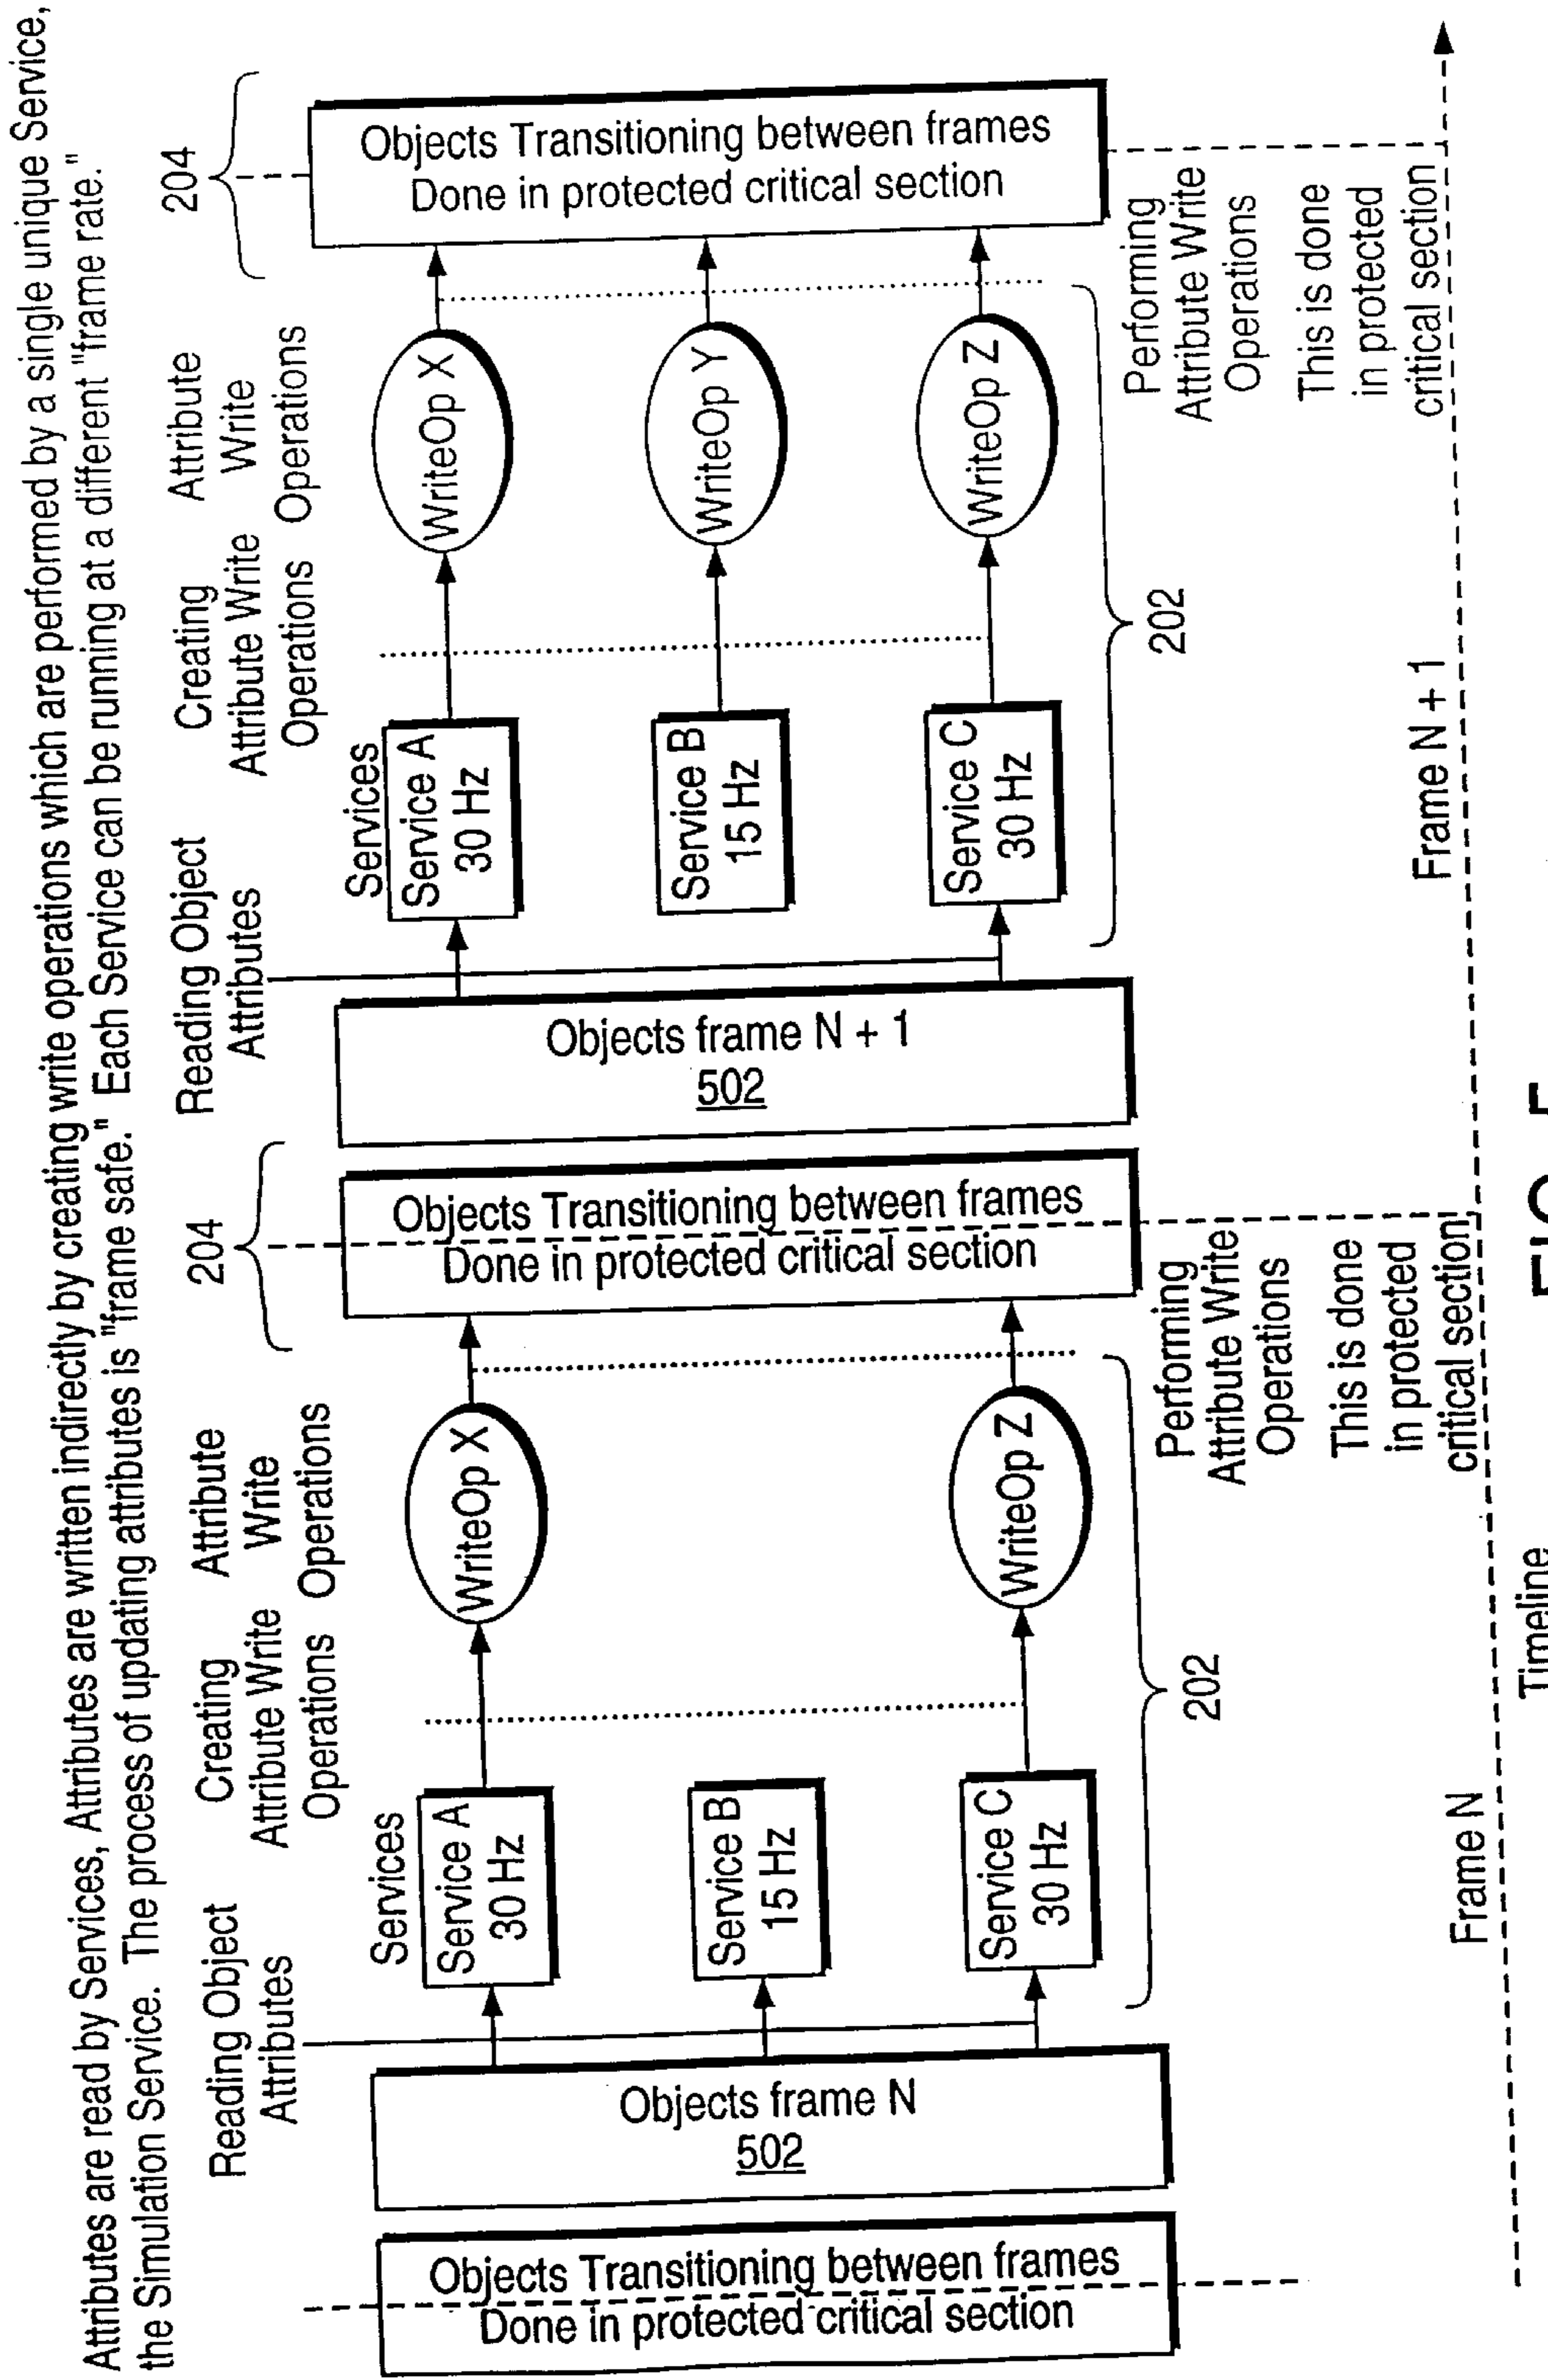 Attributes are read by Services, Attributes are written indirectly by creating write operations which are performed by a single unique Service,
the Simulation Service. The process of updating attributes is "frame safe." Each Service can be running at a different "frame rate."
Reading Object
Attributes
Services
Creating
Attribute Write
Operations
Attribute
Write
Operations
204
Reading Object
Attributes
Services
Creating
Attribute Write
Operations
Attribute
Write
Operations
204
Objects Transitioning between frames
Done in protected critical section
Objects frame N
502
Service A
30 Hz
WriteOp X
Service B
15 Hz
Service C
30 Hz
WriteOp Z
202
Objects Transitioning between frames
Done in protected critical section
Performing
Attribute Write
Operations
This is done
in protected
critical section
Objects frame N + 1
502
Service A
30 Hz
WriteOp X
Service B
15 Hz
WriteOp Y
Service C
30 Hz
WriteOp Z
202
Objects Transitioning between frames
Done in protected critical section
Performing
Attribute Write
Operations
This is done
in protected
critical section
Frame N
Frame N + 1
Timeline